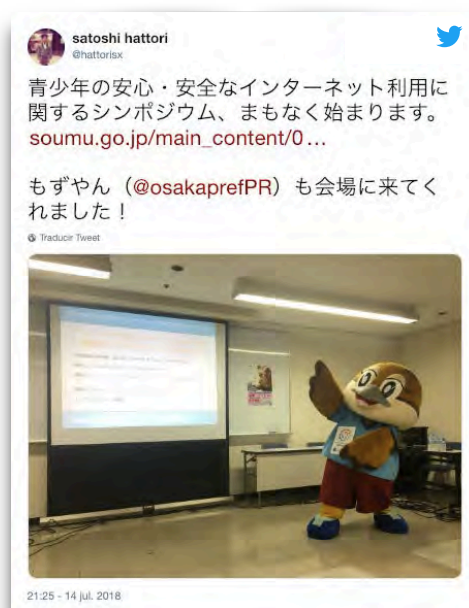 satoshi hattori
@hattorisx
青少年の安心・安全なインターネット利用に
関するシンポジウム、まもなく始まります。
soumu.go.jp/main_content/0...
もずやん（@osakaprefPR）も会場に来てく
れました！
Traducir Tweet
21:25 - 14 jul. 2018